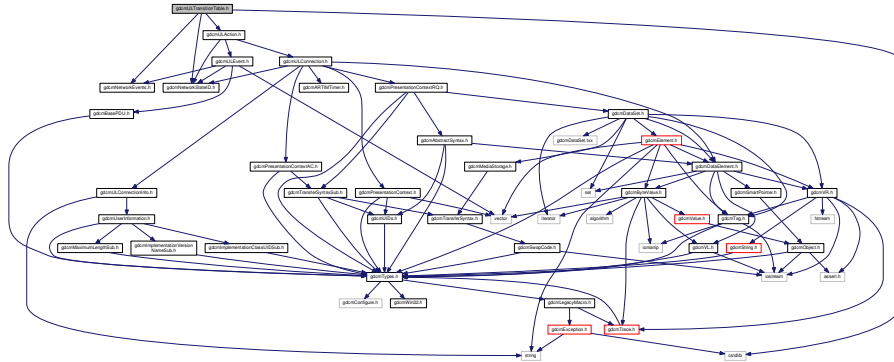 gdcmULTransitionTable.h
gdcmULAction.h
gdcmULEvent.h
gdcmULConnection.h
gdcmNetworkEvents.h
gdcmNetworkStateID.h
gdcmARTIMTimer.h
gdcmPresentationContextRQ.h
gdcmBasePDU.h
gdcmDataSet.h
gdcmAbstractSyntax.h
gdcmDataSet.txx
gdcmElement.h
gdcmPresentationContextAC.h
gdcmMediaStorage.h
gdcmDataElement.h
gdcmULConnectionInfo.h
gdcmTransferSyntaxSub.h
gdcmPresentationContext.h
set
gdcmByteValue.h
gdcmSmartPointer.h
gdcmVR.h
gdcmUserInformation.h
gdcmUIDs.h
gdcmTransferSyntax.h
vector
iterator
algorithm
gdcmValue.h
gdcmTag.h
fstream
gdcmMaximumLengthSub.h
gdcmImplementationVersion
NameSub.h
gdcmImplementationClassUIDSub.h
gdcmSwapCode.h
iomanip
gdcmVL.h
gdcmString.h
gdcmObject.h
gdcmTypes.h
iostream
assert.h
gdcmConfigure.h
gdcmWin32.h
gdcmLegacyMacro.h
gdcmException.h
gdcmTrace.h
string
cstdlib